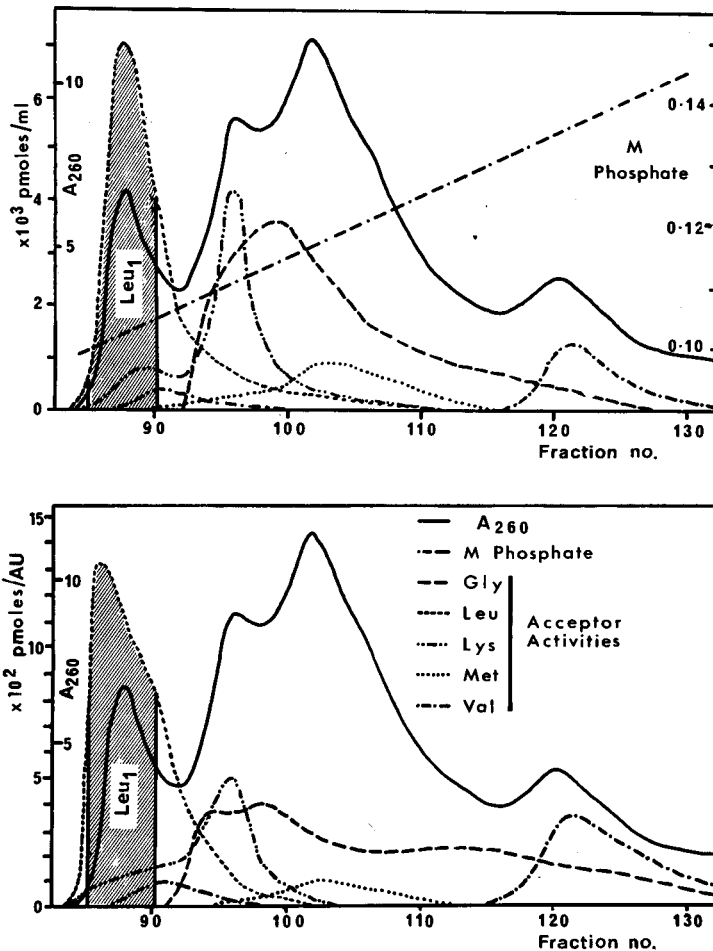 ×10³ pmoles/ml
6
4
2
0
A260
10
5
Leu1
0·14
M
Phosphate
0·12
0·10
90
100
110
120
130
Fraction no.
×10² pmoles/AU
15
10
5
0
A260
10
5
Leu1
A260
M Phosphate
Gly
Leu
Lys
Met
Val
Acceptor
Activities
90
100
110
120
130
Fraction no.